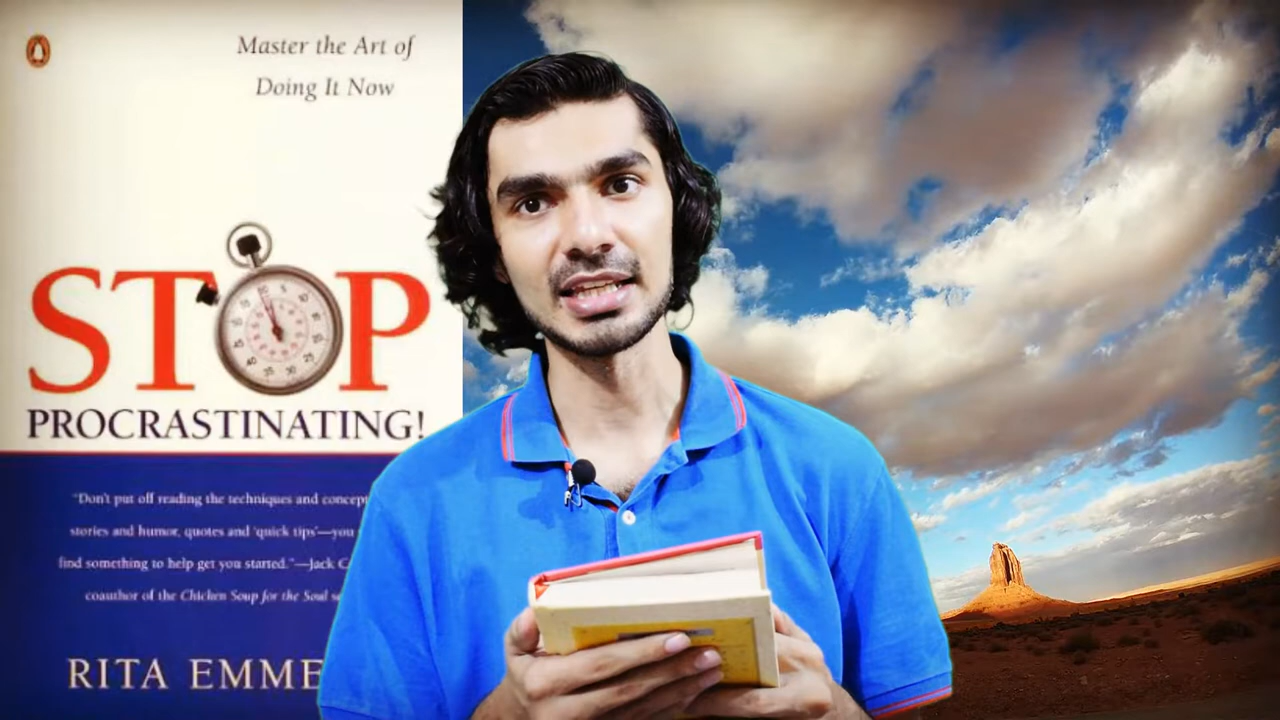 Master the Art of
Doing It Now
STOP
PROCRASTINATING!
"Don't put off reading the techniques and concept
stories and humor, quotes and 'quick tips'—you
find something to help get you started."—Jack C
coauthor of the Chicken Soup for the Soul se
RITA EMME